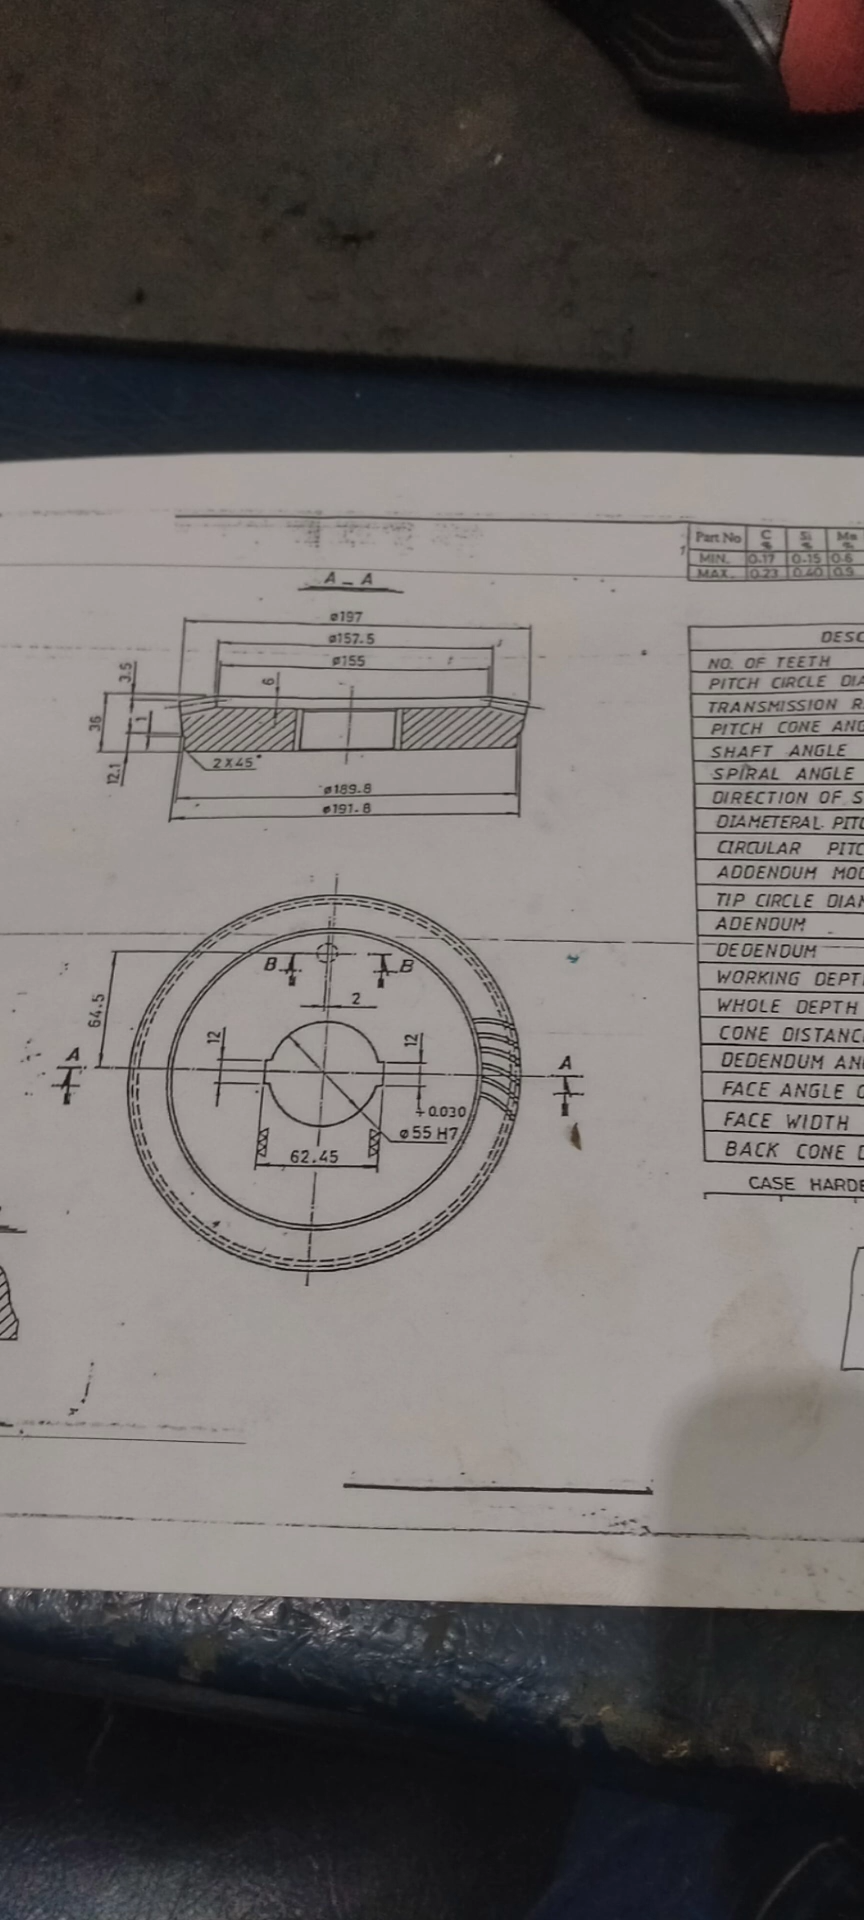 Part No C Si Mn
% % %
MIN. 0.17 0.15 0.6
MAX. 0.23 0.40 0.9
A - A
ø197
ø157.5
ø155
3.5
6
36
1
12.1
2X45°
ø189.8
ø191.8
B B
64.5
2
12 12
A A
+0.030
ø55 H7
62.45
DESC
NO. OF TEETH
PITCH CIRCLE DIA
TRANSMISSION R
PITCH CONE ANG
SHAFT ANGLE
SPIRAL ANGLE
DIRECTION OF S
DIAMETERAL PITC
CIRCULAR PITC
ADDENDUM MOD
TIP CIRCLE DIAM
ADENDUM
DEDENDUM
WORKING DEPT
WHOLE DEPTH
CONE DISTANC
DEDENDUM AN
FACE ANGLE O
FACE WIDTH
BACK CONE D
CASE HARDE